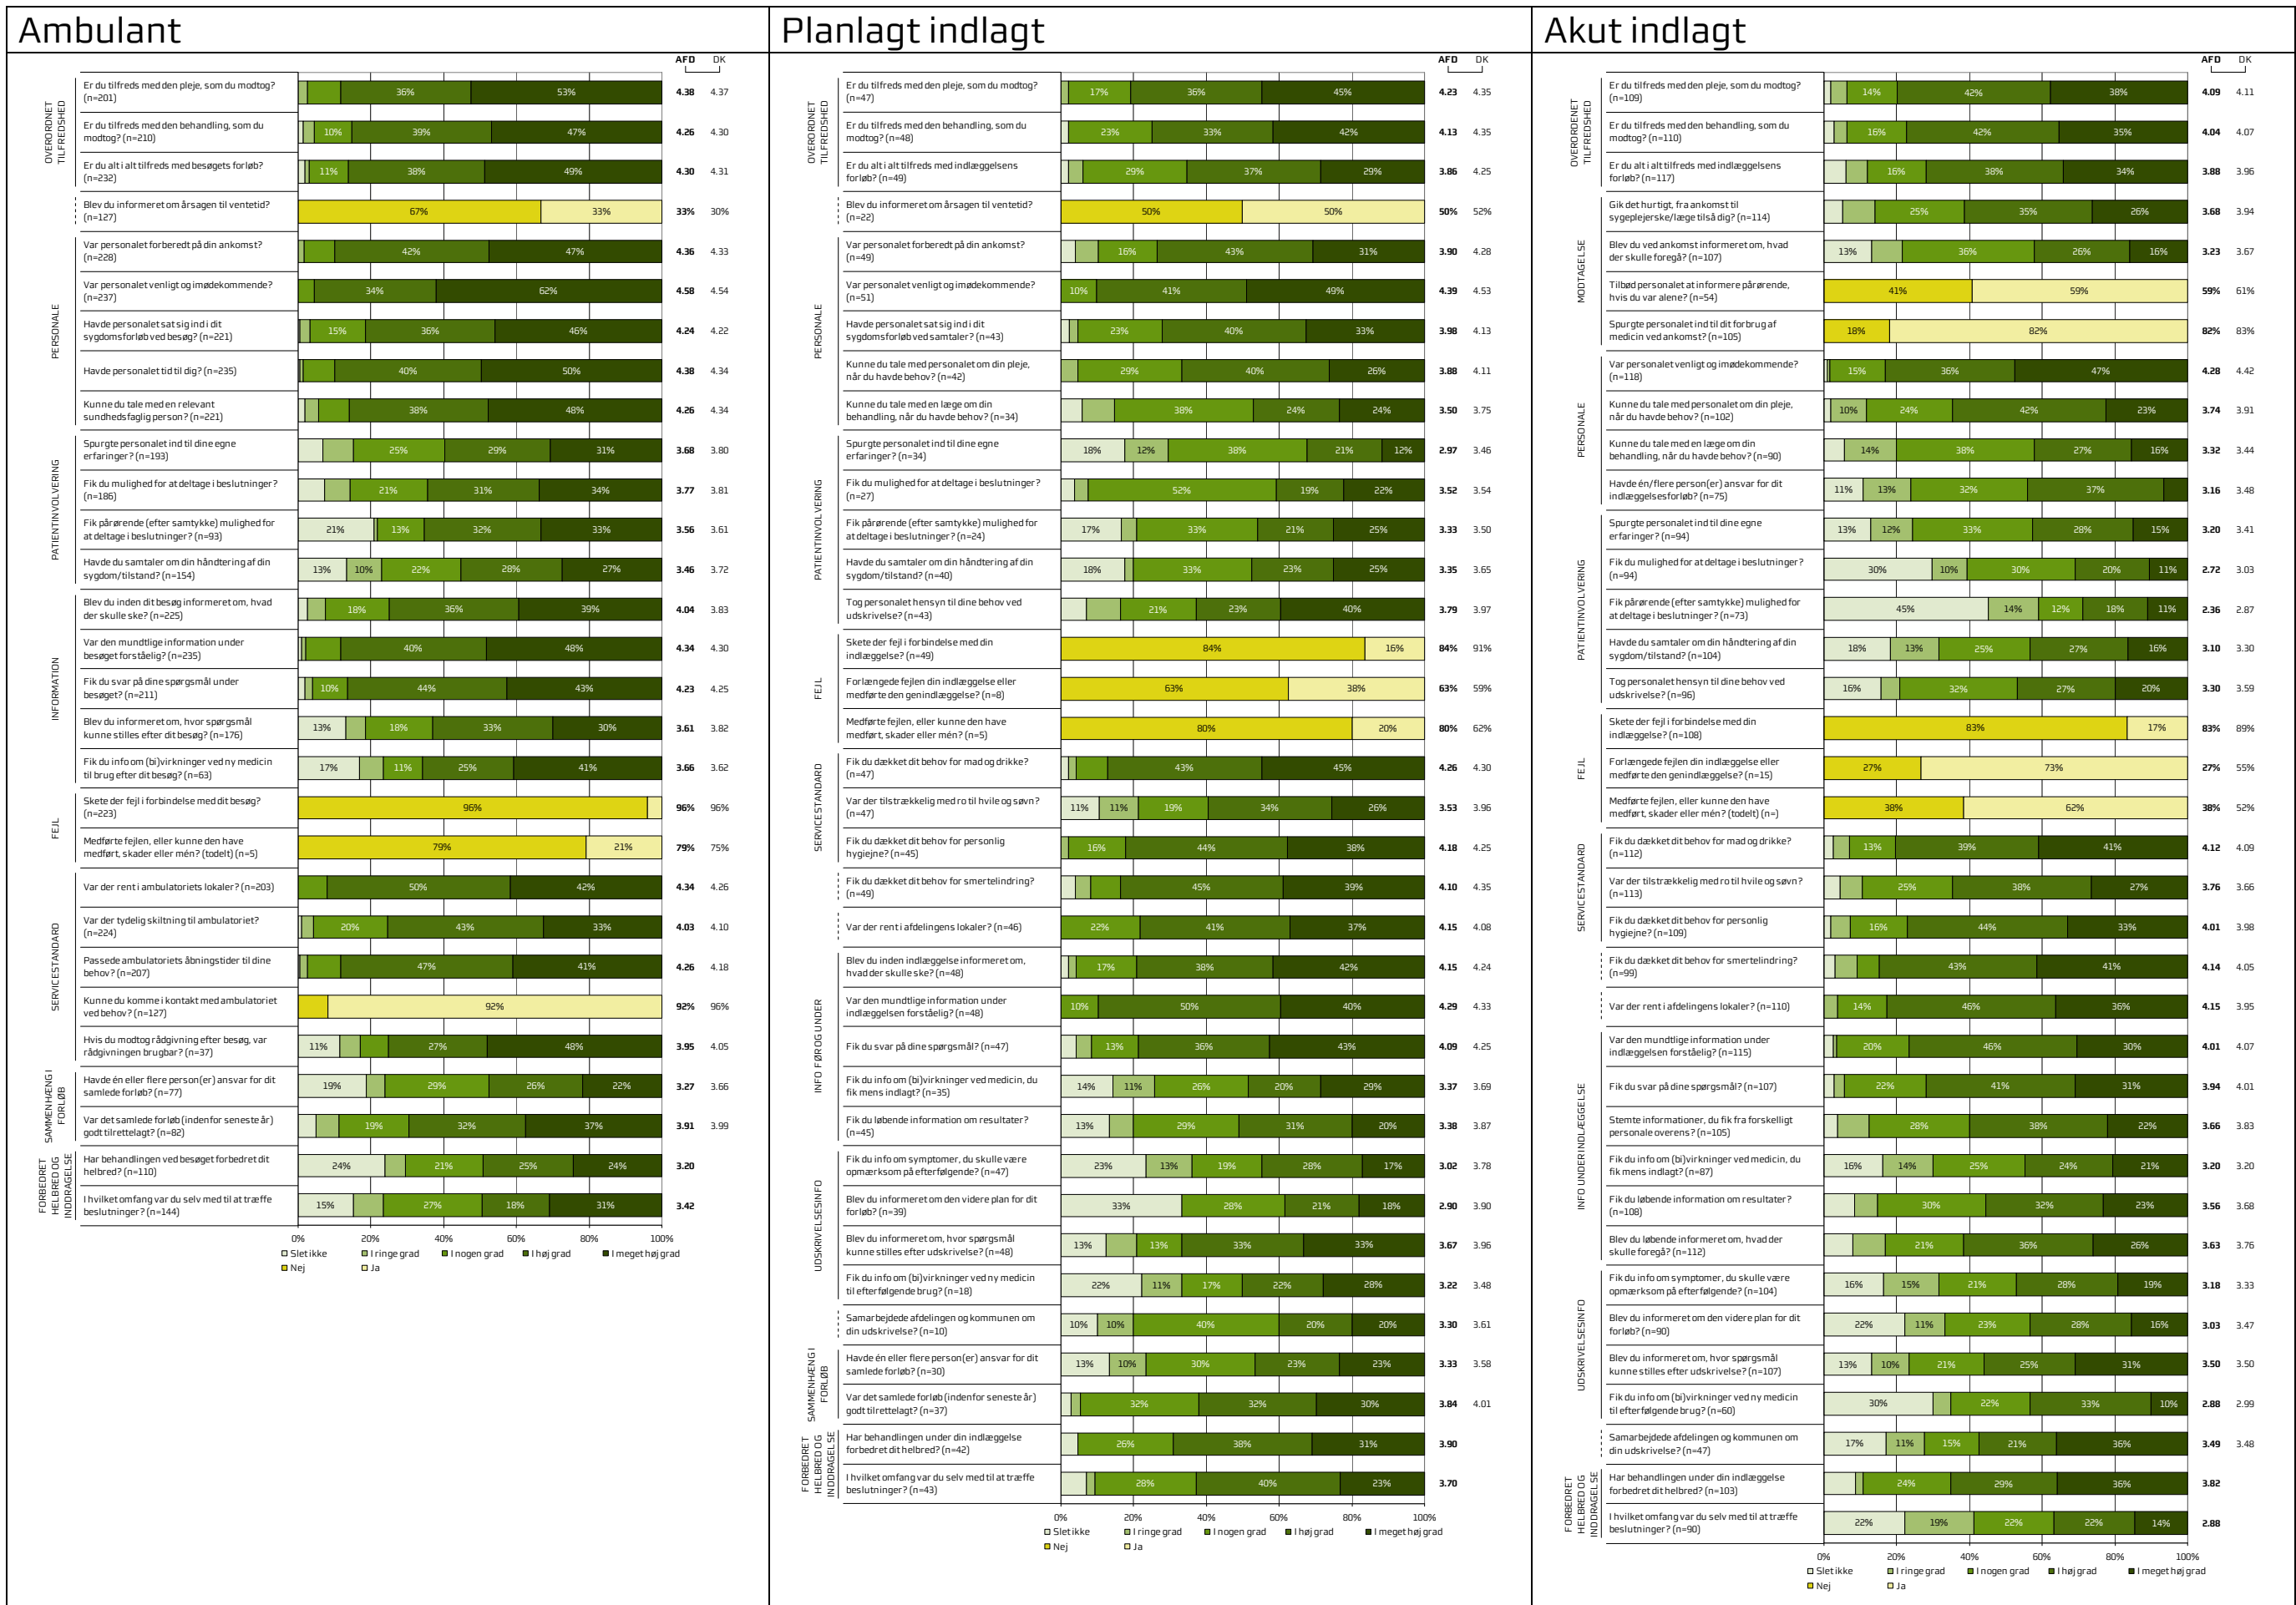 Ambulant
AFD DK
OVERORDNET
TILFREDSHED
Er du tilfreds med den pleje, som du modtog?
(n=201)
36% 53% 4.38 4.37
Er du tilfreds med den behandling, som du
modtog? (n=210)
10% 39% 47% 4.26 4.30
Er du alt i alt tilfreds med besøgets forløb?
(n=232)
11% 38% 49% 4.30 4.31
Blev du informeret om årsagen til ventetid?
(n=127)
67% 33% 33% 30%
PERSONALE
Var personalet forberedt på din ankomst?
(n=228)
42% 47% 4.36 4.33
Var personalet venligt og imødekommende?
(n=237)
34% 62% 4.58 4.54
Havde personalet sat sig ind i dit
sygdomsforløb ved besøg? (n=221)
15% 36% 46% 4.24 4.22
Havde personalet tid til dig? (n=235)
40% 50% 4.38 4.34
Kunne du tale med en relevant
sundhedsfaglig person? (n=221)
38% 48% 4.26 4.34
PATIENTINVOLVERING
Spurgte personalet ind til dine egne
erfaringer? (n=193)
25% 29% 31% 3.68 3.80
Fik du mulighed for at deltage i beslutninger?
(n=186)
21% 31% 34% 3.77 3.81
Fik pårørende (efter samtykke) mulighed for
at deltage i beslutninger? (n=93)
21% 13% 32% 33% 3.56 3.61
Havde du samtaler om din håndtering af din
sygdom/tilstand? (n=154)
13% 10% 22% 28% 27% 3.46 3.72
INFORMATION
Blev du inden dit besøg informeret om, hvad
der skulle ske? (n=225)
18% 36% 39% 4.04 3.83
Var den mundtlige information under
besøget forståelig? (n=235)
40% 48% 4.34 4.30
Fik du svar på dine spørgsmål under
besøget? (n=211)
10% 44% 43% 4.23 4.25
Blev du informeret om, hvor spørgsmål
kunne stilles efter dit besøg? (n=176)
13% 18% 33% 30% 3.61 3.82
Fik du info om (bi)virkninger ved ny medicin
til brug efter dit besøg? (n=63)
17% 11% 25% 41% 3.66 3.62
FEJL
Skete der fejl i forbindelse med dit besøg?
(n=223)
96% 96% 96%
Medførte fejlen, eller kunne den have
medført, skader eller mén? (todelt) (n=5)
79% 21% 79% 75%
SERVICESTANDARD
Var der rent i ambulatoriets lokaler? (n=203)
50% 42% 4.34 4.26
Var der tydelig skiltning til ambulatoriet?
(n=224)
20% 43% 33% 4.03 4.10
Passede ambulatoriets åbningstider til dine
behov? (n=207)
47% 41% 4.26 4.18
Kunne du komme i kontakt med ambulatoriet
ved behov? (n=127)
92% 92% 96%
Hvis du modtog rådgivning efter besøg, var
rådgivningen brugbar? (n=37)
11% 27% 48% 3.95 4.05
SAMMENHÆNG I
FORLØB
Havde én eller flere person(er) ansvar for dit
samlede forløb? (n=77)
19% 29% 26% 22% 3.27 3.66
Var det samlede forløb (indenfor seneste år)
godt tilrettelagt? (n=82)
19% 32% 37% 3.91 3.99
FORBEDRET
HELBRED OG
INDDRAGELSE
Har behandlingen ved besøget forbedret dit
helbred? (n=110)
24% 21% 25% 24% 3.20
I hvilket omfang var du selv med til at træffe
beslutninger? (n=144)
15% 27% 18% 31% 3.42
0% 20% 40% 60% 80% 100%
Slet ikke I ringe grad I nogen grad I høj grad I meget høj grad
Nej Ja
Planlagt indlagt
AFD DK
OVERORDNET
TILFREDSHED
Er du tilfreds med den pleje, som du modtog?
(n=47)
17% 36% 45% 4.23 4.35
Er du tilfreds med den behandling, som du
modtog? (n=48)
23% 33% 42% 4.13 4.35
Er du alt i alt tilfreds med indlæggelsens
forløb? (n=49)
29% 37% 29% 3.86 4.25
Blev du informeret om årsagen til ventetid?
(n=22)
50% 50% 50% 52%
PERSONALE
Var personalet forberedt på din ankomst?
(n=49)
16% 43% 31% 3.90 4.28
Var personalet venligt og imødekommende?
(n=51)
10% 41% 49% 4.39 4.53
Havde personalet sat sig ind i dit
sygdomsforløb ved samtaler? (n=43)
23% 40% 33% 3.98 4.13
Kunne du tale med personalet om din pleje,
når du havde behov? (n=42)
29% 40% 26% 3.88 4.11
Kunne du tale med en læge om din
behandling, når du havde behov? (n=34)
38% 24% 24% 3.50 3.75
PATIENTINVOLVERING
Spurgte personalet ind til dine egne
erfaringer? (n=34)
18% 12% 38% 21% 12% 2.97 3.46
Fik du mulighed for at deltage i beslutninger?
(n=27)
52% 19% 22% 3.52 3.54
Fik pårørende (efter samtykke) mulighed for
at deltage i beslutninger? (n=24)
17% 33% 21% 25% 3.33 3.50
Havde du samtaler om din håndtering af din
sygdom/tilstand? (n=40)
18% 33% 23% 25% 3.35 3.65
Tog personalet hensyn til dine behov ved
udskrivelse? (n=43)
21% 23% 40% 3.79 3.97
FEJL
Skete der fejl i forbindelse med din
indlæggelse? (n=49)
84% 16% 84% 91%
Forlængede fejlen din indlæggelse eller
medførte den genindlæggelse? (n=8)
63% 38% 63% 59%
Medførte fejlen, eller kunne den have
medført, skader eller mén? (n=5)
80% 20% 80% 62%
SERVICESTANDARD
Fik du dækket dit behov for mad og drikke?
(n=47)
43% 45% 4.26 4.30
Var der tilstrækkelig med ro til hvile og søvn?
(n=47)
11% 11% 19% 34% 26% 3.53 3.96
Fik du dækket dit behov for personlig
hygiejne? (n=45)
16% 44% 38% 4.18 4.25
Fik du dækket dit behov for smertelindring?
(n=49)
45% 39% 4.10 4.35
Var der rent i afdelingens lokaler? (n=46)
22% 41% 37% 4.15 4.08
INFO FØR OG UNDER
Blev du inden indlæggelse informeret om,
hvad der skulle ske? (n=48)
17% 38% 42% 4.15 4.24
Var den mundtlige information under
indlæggelsen forståelig? (n=48)
10% 50% 40% 4.29 4.33
Fik du svar på dine spørgsmål? (n=47)
13% 36% 43% 4.09 4.25
Fik du info om (bi)virkninger ved medicin, du
fik mens indlagt? (n=35)
14% 11% 26% 20% 29% 3.37 3.69
Fik du løbende information om resultater?
(n=45)
13% 29% 31% 20% 3.38 3.87
UDSKRIVELSESINFO
Fik du info om symptomer, du skulle være
opmærksom på efterfølgende? (n=47)
23% 13% 19% 28% 17% 3.02 3.78
Blev du informeret om den videre plan for dit
forløb? (n=39)
33% 28% 21% 18% 2.90 3.90
Blev du informeret om, hvor spørgsmål
kunne stilles efter udskrivelse? (n=48)
13% 13% 33% 33% 3.67 3.96
Fik du info om (bi)virkninger ved ny medicin
til efterfølgende brug? (n=18)
22% 11% 17% 22% 28% 3.22 3.48
Samarbejdede afdelingen og kommunen om
din udskrivelse? (n=10)
10% 10% 40% 20% 20% 3.30 3.61
SAMMENHÆNG I
FORLØB
Havde én eller flere person(er) ansvar for dit
samlede forløb? (n=30)
13% 10% 30% 23% 23% 3.33 3.58
Var det samlede forløb (indenfor seneste år)
godt tilrettelagt? (n=37)
32% 32% 30% 3.84 4.01
FORBEDRET
HELBRED OG
INDDRAGELSE
Har behandlingen under din indlæggelse
forbedret dit helbred? (n=42)
26% 38% 31% 3.90
I hvilket omfang var du selv med til at træffe
beslutninger? (n=43)
28% 40% 23% 3.70
0% 20% 40% 60% 80% 100%
Slet ikke I ringe grad I nogen grad I høj grad I meget høj grad
Nej Ja
Akut indlagt
AFD DK
OVERORDENET
TILFREDSHED
Er du tilfreds med den pleje, som du modtog?
(n=109)
14% 42% 38% 4.09 4.11
Er du tilfreds med den behandling, som du
modtog? (n=110)
16% 42% 35% 4.04 4.07
Er du alt i alt tilfreds med indlæggelsens
forløb? (n=117)
16% 38% 34% 3.88 3.96
MODTAGELSE
Gik det hurtigt, fra ankomst til
sygeplejerske/læge tilså dig? (n=114)
25% 35% 26% 3.68 3.94
Blev du ved ankomst informeret om, hvad
der skulle foregå? (n=107)
13% 36% 26% 16% 3.23 3.67
Tilbød personalet at informere pårørende,
hvis du var alene? (n=54)
41% 59% 59% 61%
Spurgte personalet ind til dit forbrug af
medicin ved ankomst? (n=105)
18% 82% 82% 83%
PERSONALE
Var personalet venligt og imødekommende?
(n=118)
15% 36% 47% 4.28 4.42
Kunne du tale med personalet om din pleje,
når du havde behov? (n=102)
10% 24% 42% 23% 3.74 3.91
Kunne du tale med en læge om din
behandling, når du havde behov? (n=90)
14% 38% 27% 16% 3.32 3.44
Havde én/flere person(er) ansvar for dit
indlæggelsesforløb? (n=75)
11% 13% 32% 37% 3.16 3.48
PATIENTINVOLVERING
Spurgte personalet ind til dine egne
erfaringer? (n=94)
13% 12% 33% 28% 15% 3.20 3.41
Fik du mulighed for at deltage i beslutninger?
(n=94)
30% 10% 30% 20% 11% 2.72 3.03
Fik pårørende (efter samtykke) mulighed for
at deltage i beslutninger? (n=73)
45% 14% 12% 18% 11% 2.36 2.87
Havde du samtaler om din håndtering af din
sygdom/tilstand? (n=104)
18% 13% 25% 27% 16% 3.10 3.30
Tog personalet hensyn til dine behov ved
udskrivelse? (n=96)
16% 32% 27% 20% 3.30 3.59
FEJL
Skete der fejl i forbindelse med din
indlæggelse? (n=108)
83% 17% 83% 89%
Forlængede fejlen din indlæggelse eller
medførte den genindlæggelse? (n=15)
27% 73% 27% 55%
Medførte fejlen, eller kunne den have
medført, skader eller mén? (todelt) (n=)
38% 62% 38% 52%
SERVICESTANDARD
Fik du dækket dit behov for mad og drikke?
(n=112)
13% 39% 41% 4.12 4.09
Var der tilstrækkelig med ro til hvile og søvn?
(n=113)
25% 38% 27% 3.76 3.66
Fik du dækket dit behov for personlig
hygiejne? (n=109)
16% 44% 33% 4.01 3.98
Fik du dækket dit behov for smertelindring?
(n=99)
43% 41% 4.14 4.05
Var der rent i afdelingens lokaler? (n=110)
14% 46% 36% 4.15 3.95
INFO UNDER INDLÆGGELSE
Var den mundtlige information under
indlæggelsen forståelig? (n=115)
20% 46% 30% 4.01 4.07
Fik du svar på dine spørgsmål? (n=107)
22% 41% 31% 3.94 4.01
Stemte informationer, du fik fra forskelligt
personale overens? (n=105)
28% 38% 22% 3.66 3.83
Fik du info om (bi)virkninger ved medicin, du
fik mens indlagt? (n=87)
16% 14% 25% 24% 21% 3.20 3.20
Fik du løbende information om resultater?
(n=108)
30% 32% 23% 3.56 3.68
Blev du løbende informeret om, hvad der
skulle foregå? (n=112)
21% 36% 26% 3.63 3.76
UDSKRIVELSESINFO
Fik du info om symptomer, du skulle være
opmærksom på efterfølgende? (n=104)
16% 15% 21% 28% 19% 3.18 3.33
Blev du informeret om den videre plan for dit
forløb? (n=90)
22% 11% 23% 28% 16% 3.03 3.47
Blev du informeret om, hvor spørgsmål
kunne stilles efter udskrivelse? (n=107)
13% 10% 21% 25% 31% 3.50 3.50
Fik du info om (bi)virkninger ved ny medicin
til efterfølgende brug? (n=60)
30% 22% 33% 10% 2.88 2.99
Samarbejdede afdelingen og kommunen om
din udskrivelse? (n=47)
17% 11% 15% 21% 36% 3.49 3.48
FORBEDRET
HELBRED OG
INDDRAGELSE
Har behandlingen under din indlæggelse
forbedret dit helbred? (n=103)
24% 29% 36% 3.82
I hvilket omfang var du selv med til at træffe
beslutninger? (n=90)
22% 19% 22% 22% 14% 2.88
0% 20% 40% 60% 80% 100%
Slet ikke I ringe grad I nogen grad I høj grad I meget høj grad
Nej Ja